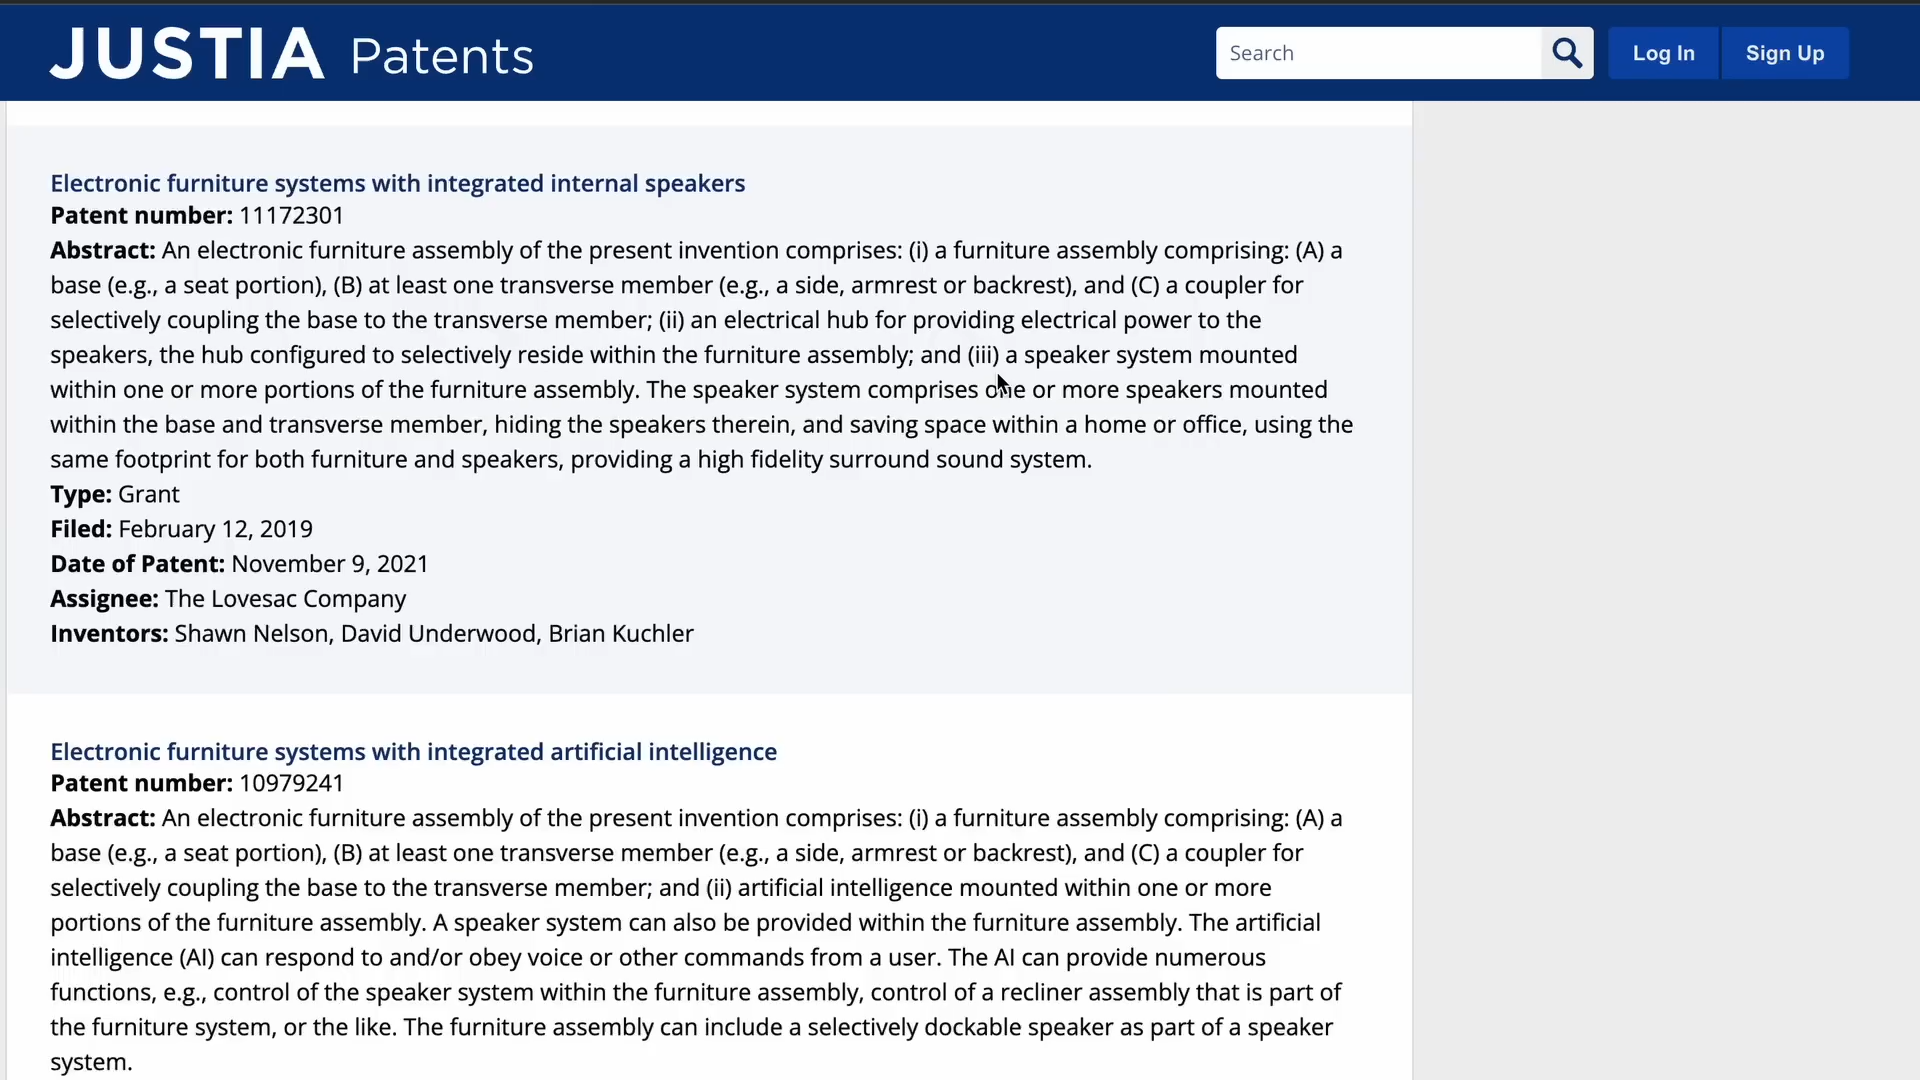 JUSTIA Patents
Search
Log In
Sign Up
Electronic furniture systems with integrated internal speakers
Patent number: 11172301
Abstract: An electronic furniture assembly of the present invention comprises: (i) a furniture assembly comprising: (A) a
base (e.g., a seat portion), (B) at least one transverse member (e.g., a side, armrest or backrest), and (C) a coupler for
selectively coupling the base to the transverse member; (ii) an electrical hub for providing electrical power to the
speakers, the hub configured to selectively reside within the furniture assembly; and (iii) a speaker system mounted
within one or more portions of the furniture assembly. The speaker system comprises one or more speakers mounted
within the base and transverse member, hiding the speakers therein, and saving space within a home or office, using the
same footprint for both furniture and speakers, providing a high fidelity surround sound system.
Type: Grant
Filed: February 12, 2019
Date of Patent: November 9, 2021
Assignee: The Lovesac Company
Inventors: Shawn Nelson, David Underwood, Brian Kuchler
Electronic furniture systems with integrated artificial intelligence
Patent number: 10979241
Abstract: An electronic furniture assembly of the present invention comprises: (i) a furniture assembly comprising: (A) a
base (e.g., a seat portion), (B) at least one transverse member (e.g., a side, armrest or backrest), and (C) a coupler for
selectively coupling the base to the transverse member; and (ii) artificial intelligence mounted within one or more
portions of the furniture assembly. A speaker system can also be provided within the furniture assembly. The artificial
intelligence (AI) can respond to and/or obey voice or other commands from a user. The AI can provide numerous
functions, e.g., control of the speaker system within the furniture assembly, control of a recliner assembly that is part of
the furniture system, or the like. The furniture assembly can include a selectively dockable speaker as part of a speaker
system.